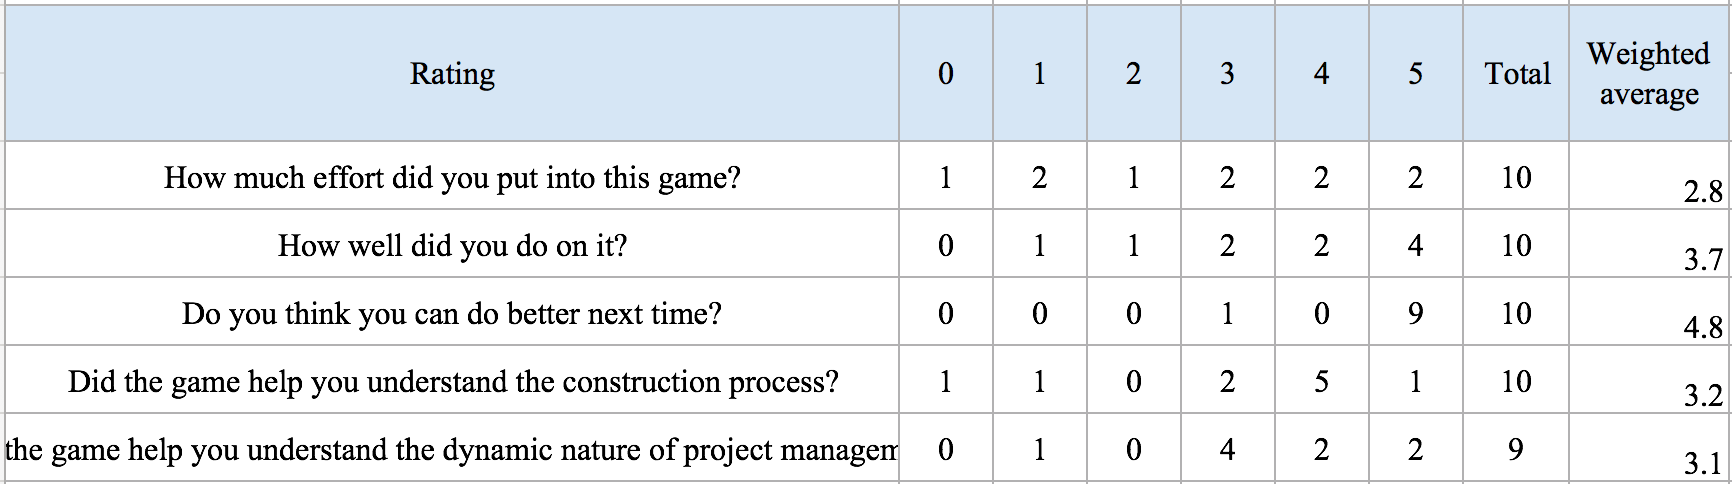 Rating 0 1 2 3 4 5 Total Weighted average
How much effort did you put into this game? 1 2 1 2 2 2 10 2.8
How well did you do on it? 0 1 1 2 2 4 10 3.7
Do you think you can do better next time? 0 0 0 1 0 9 10 4.8
Did the game help you understand the construction process? 1 1 0 2 5 1 10 3.2
the game help you understand the dynamic nature of project managem 0 1 0 4 2 2 9 3.1